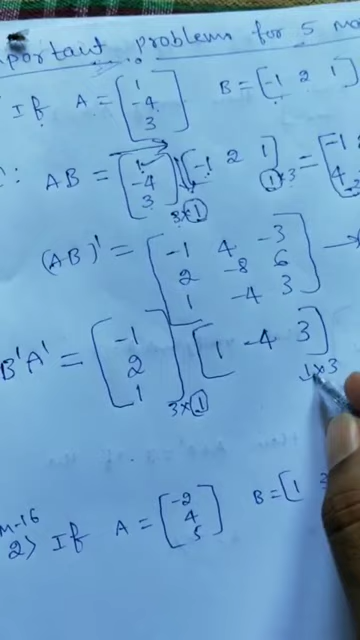 problems for 5
If A = [1 -4 3] B = [-1 2 1]
AB = [1 -4 3] 3×1 [-1 2 1] 1×3 = [-1
(AB)' = [-1 4 -3 2 -8 6 1 -4 3] →
B'A' = [-1 2 1] 3×1 [1 -4 3] 1×3
M-16
2) If A = [-2 4 5] B = [1 3